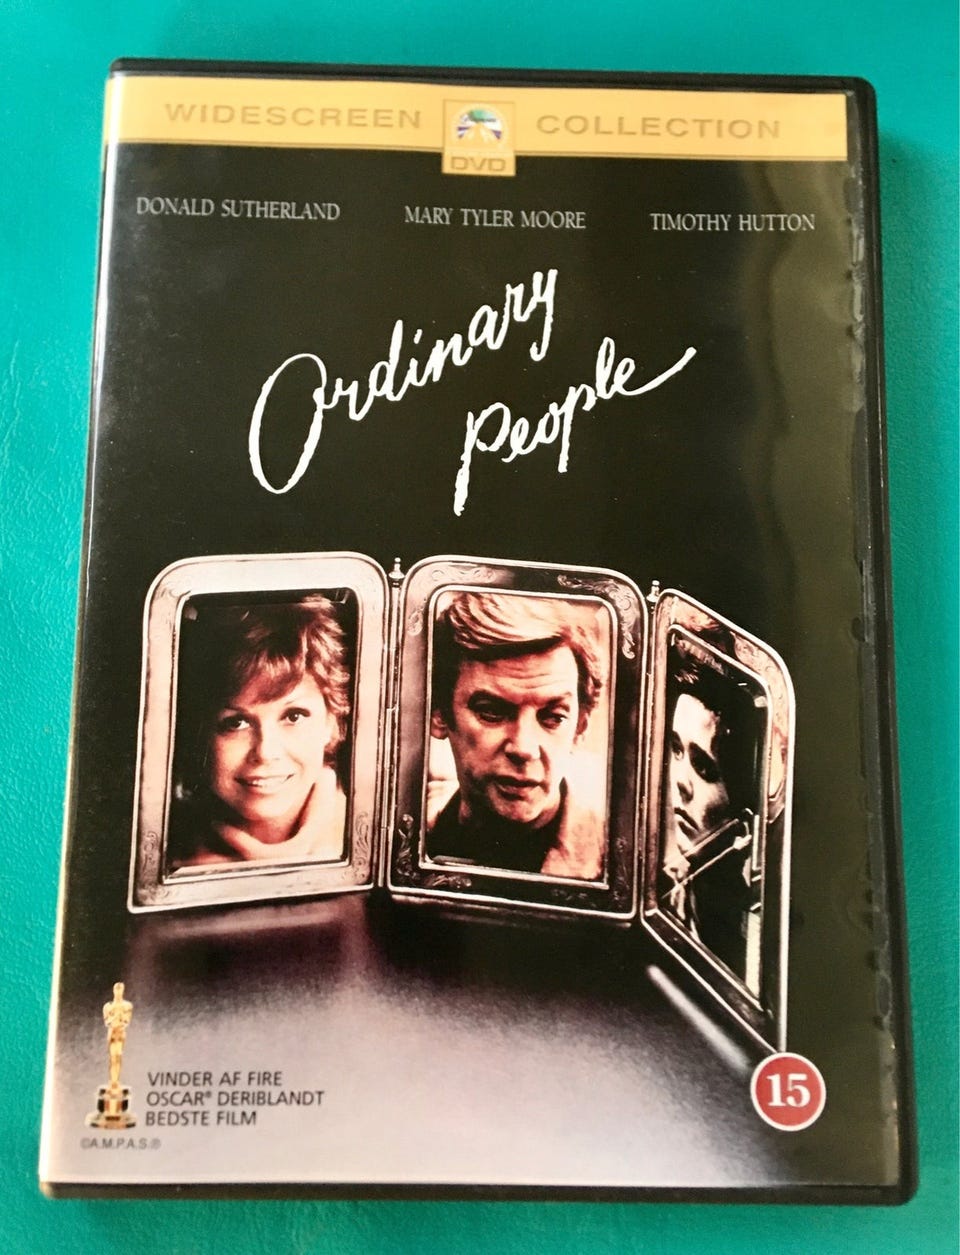 WIDESCREEN COLLECTION
DVD
DONALD SUTHERLAND MARY TYLER MOORE TIMOTHY HUTTON
Ordinary
People
VINDER AF FIRE
OSCAR® DERIBLANDT
BEDSTE FILM
©A.M.P.A.S.®
15